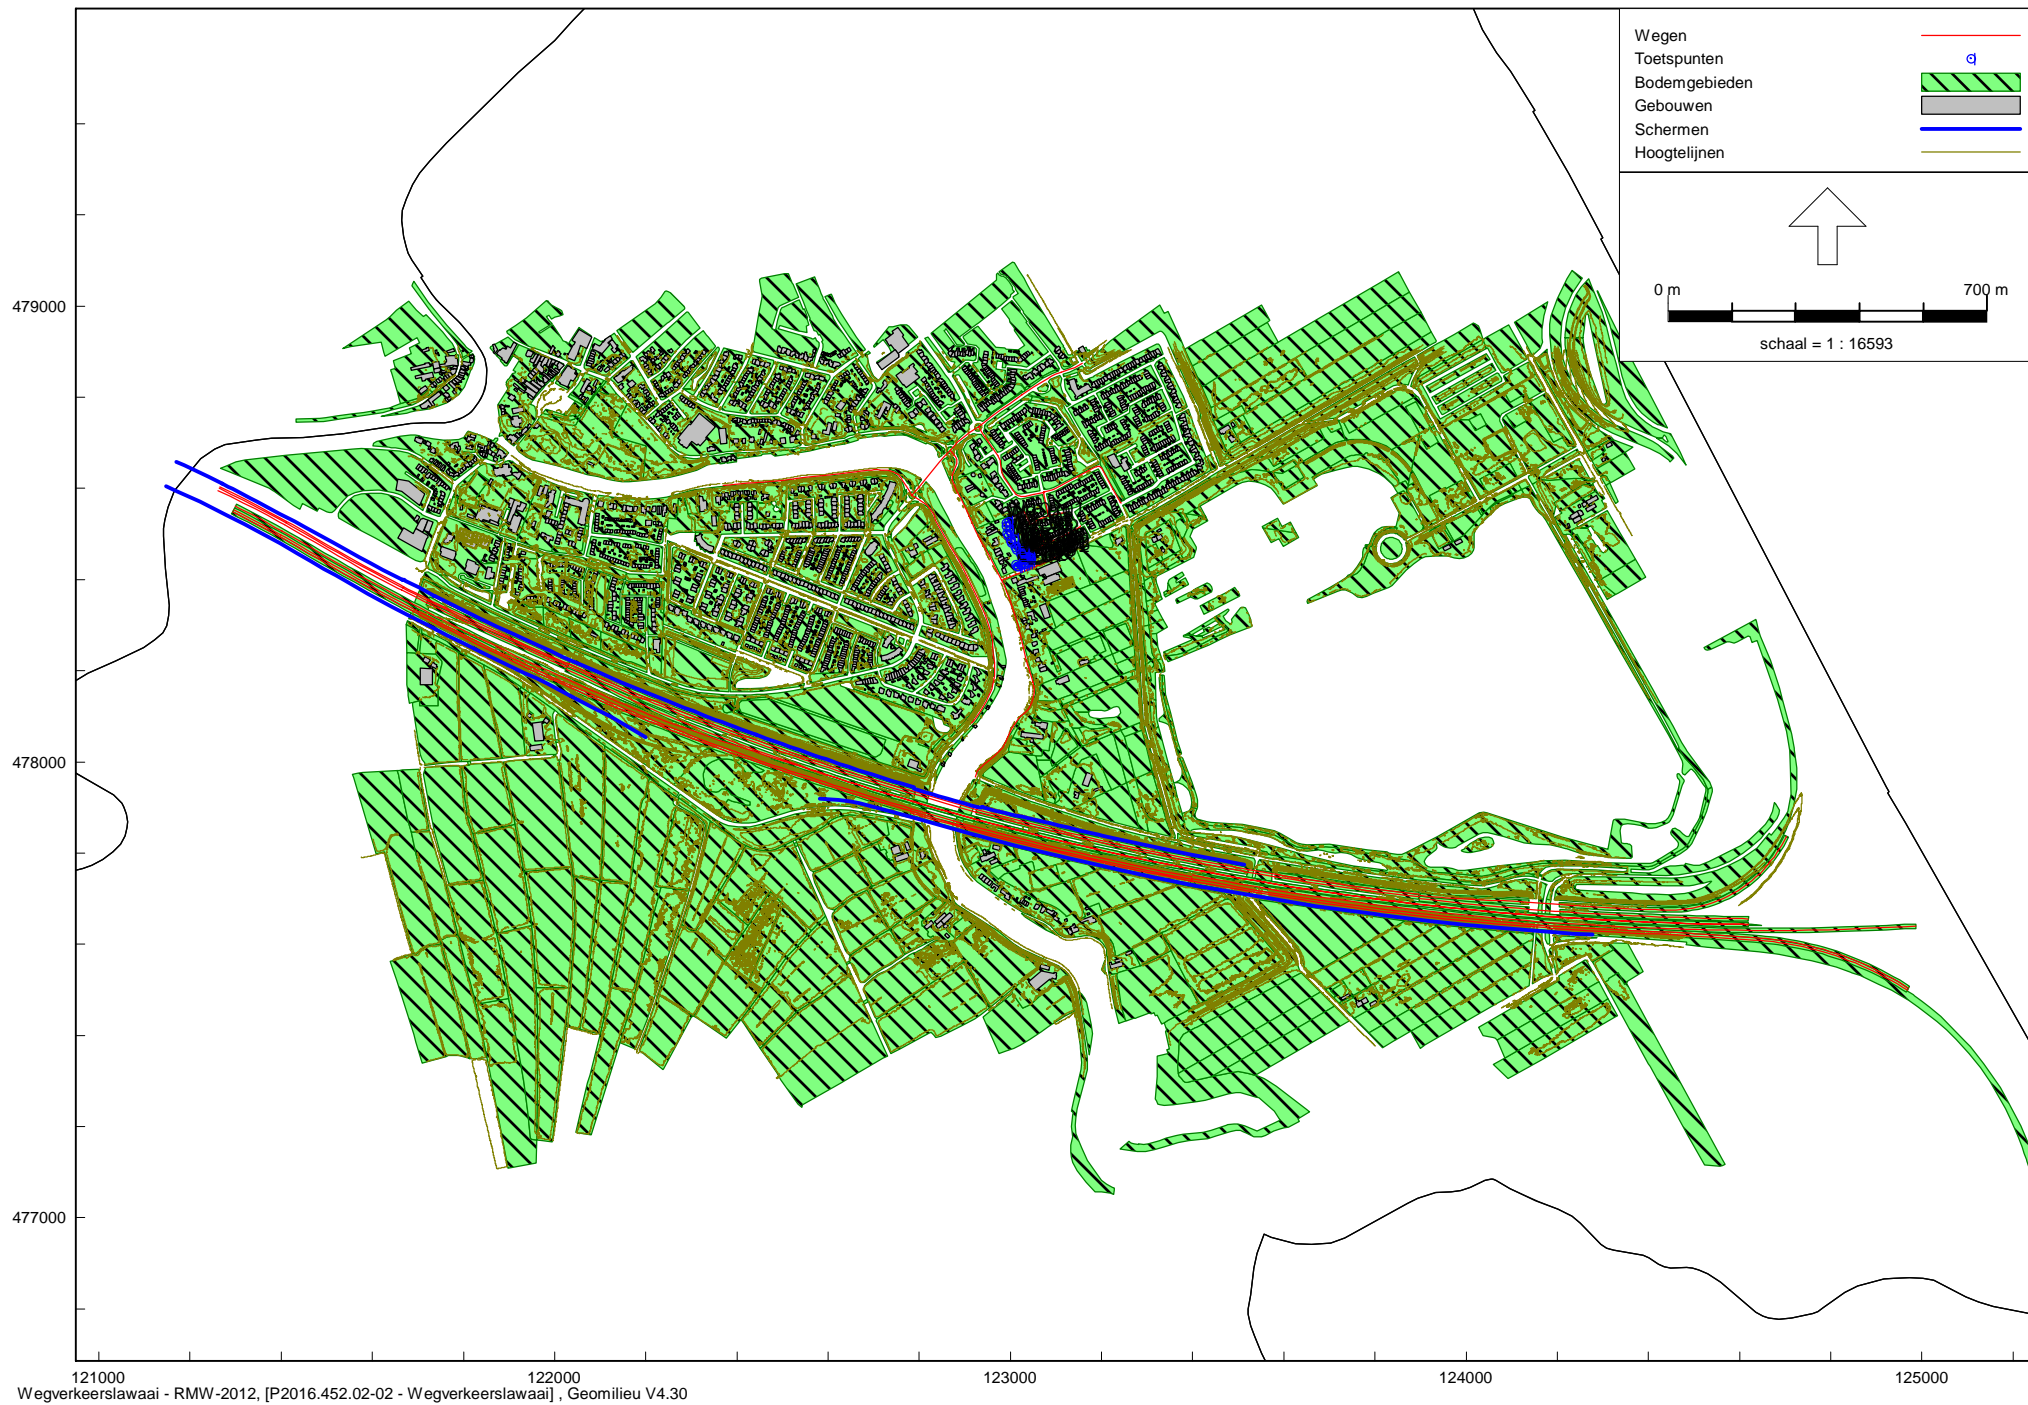 Wegen
Toetspunten
Bodemgebieden
Gebouwen
Schermen
Hoogtelijnen
0 m 700 m
schaal = 1 : 16593
479000
478000
477000
121000 122000 123000 124000 125000
Wegverkeerslawaai - RMW-2012, [P2016.452.02-02 - Wegverkeerslawaai] , Geomilieu V4.30